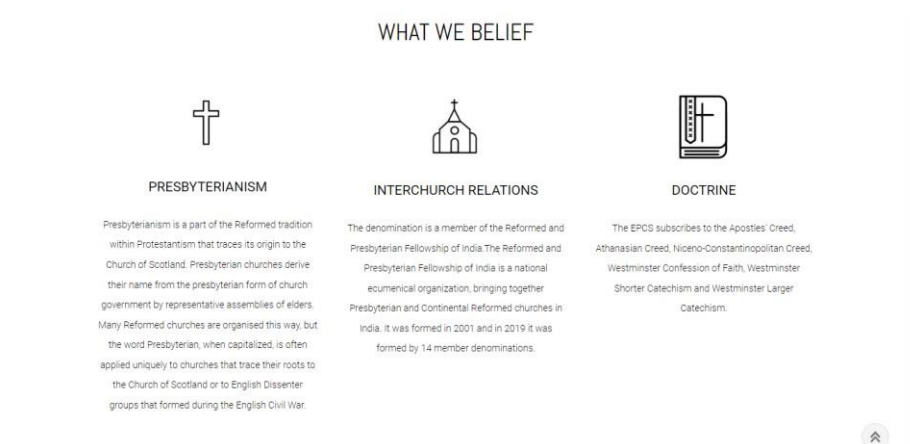 WHAT WE BELIEF
PRESBYTERIANISM
Presbyterianism is a part of the Reformed tradition
within Protestantism that traces its origin to the
Church of Scotland. Presbyterian churches derive
their name from the presbyterian form of church
government by representative assemblies of elders.
Many Reformed churches are organised this way, but
the word Presbyterian, when capitalized, is often
applied uniquely to churches that trace their roots to
the Church of Scotland or to English Dissenter
groups that formed during the English Civil War.
INTERCHURCH RELATIONS
The denomination is a member of the Reformed and
Presbyterian Fellowship of India.The Reformed and
Presbyterian Fellowship of India is a national
ecumenical organization, bringing together
Presbyterian and Continental Reformed churches in
India. It was formed in 2001 and in 2019 it was
formed by 14 member denominations.
DOCTRINE
The EPCS subscribes to the Apostles' Creed,
Athanasian Creed, Niceno-Constantinopolitan Creed,
Westminster Confession of Faith, Westminster
Shorter Catechism and Westminster Larger
Catechism.